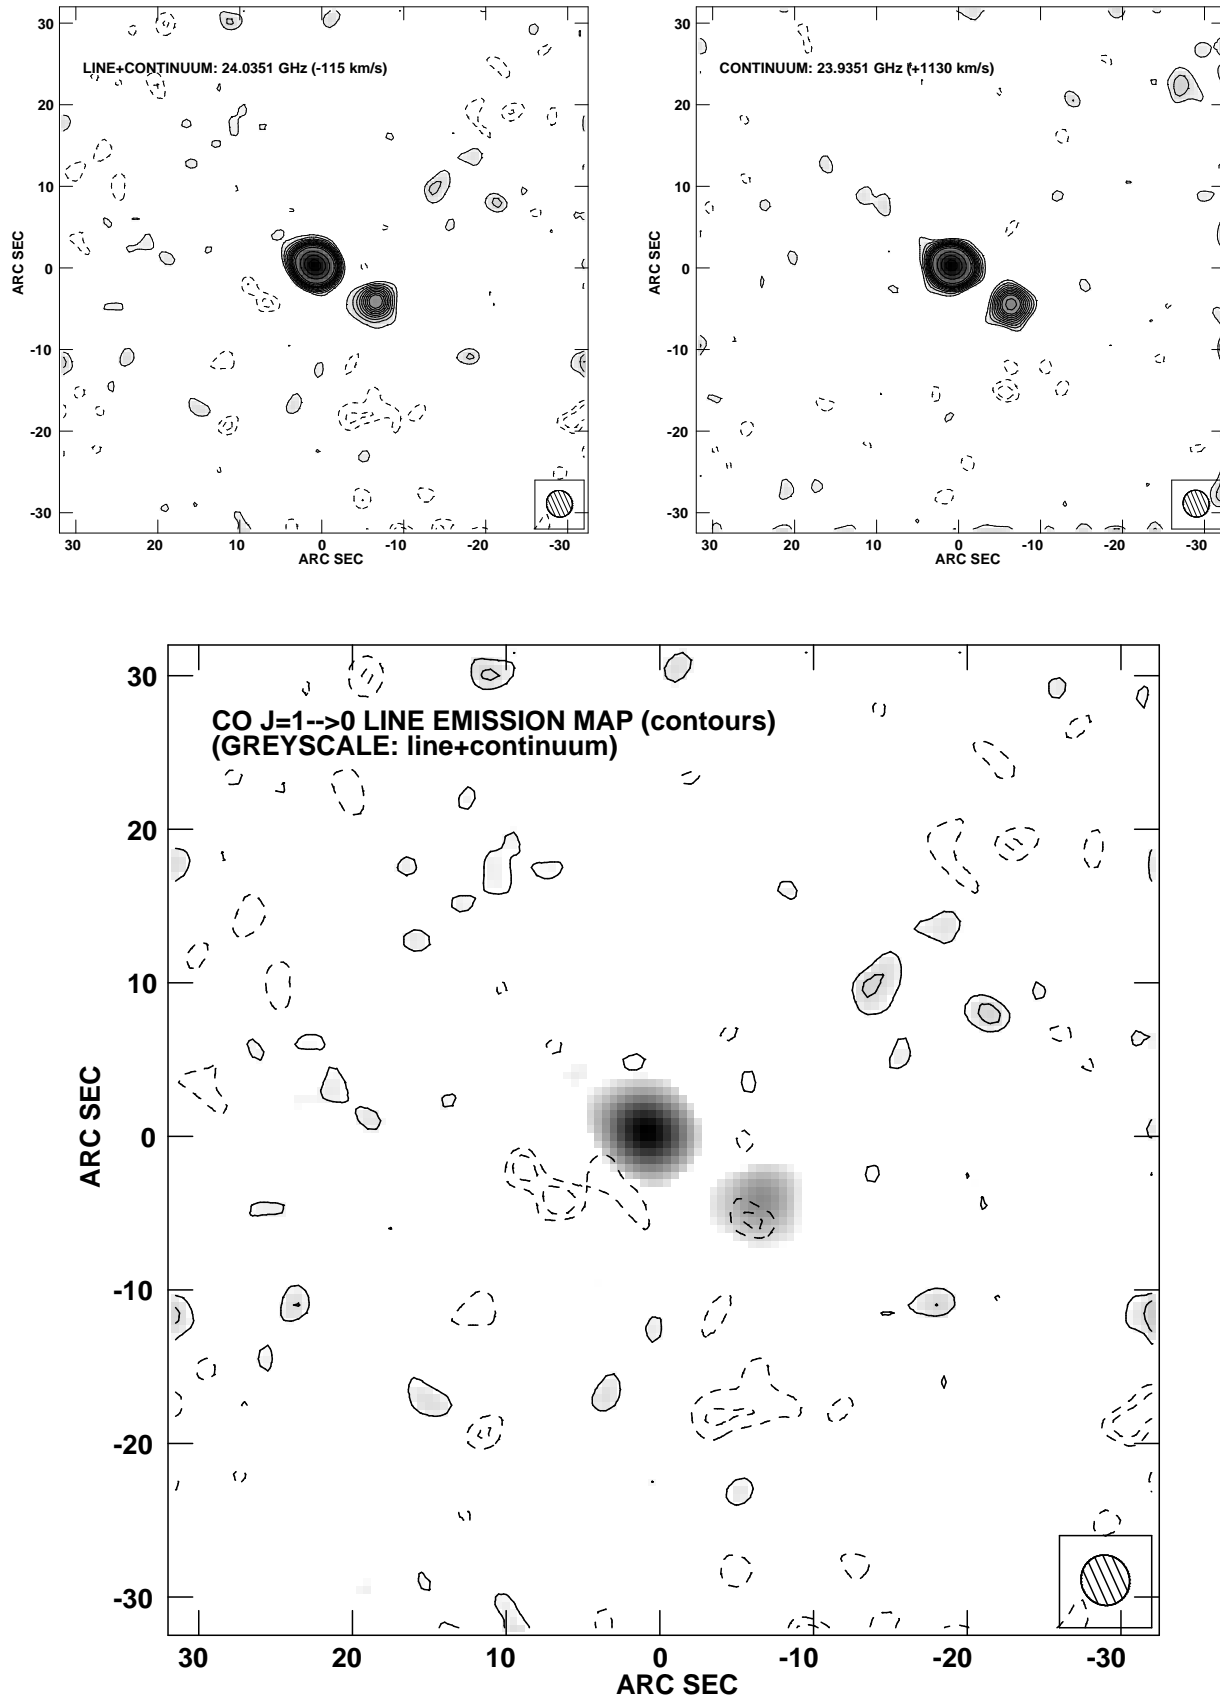 30
20
10
0
-10
-20
-30
ARC SEC
LINE+CONTINUUM: 24.0351 GHz (-115 km/s)
30 20 10 0 -10 -20 -30
ARC SEC
30
20
10
0
-10
-20
-30
ARC SEC
CONTINUUM: 23.9351 GHz (+1130 km/s)
30 20 10 0 -10 -20 -30
ARC SEC
30
20
10
0
-10
-20
-30
ARC SEC
CO J=1-->0 LINE EMISSION MAP (contours)
(GREYSCALE: line+continuum)
30 20 10 0 -10 -20 -30
ARC SEC